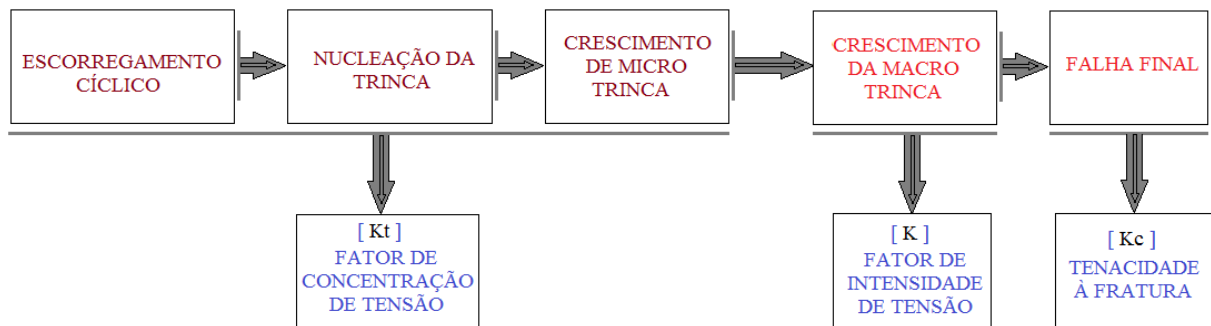 ESCORREGAMENTO
CÍCLICO
NUCLEAÇÃO DA
TRINCA
CRESCIMENTO
DE MICRO
TRINCA
CRESCIMENTO
DA MACRO
TRINCA
FALHA FINAL
[ Kt ]
FATOR DE
CONCENTRAÇÃO
DE TENSÃO
[ K ]
FATOR DE
INTENSIDADE
DE TENSÃO
[ Kc ]
TENACIDADE
À FRATURA